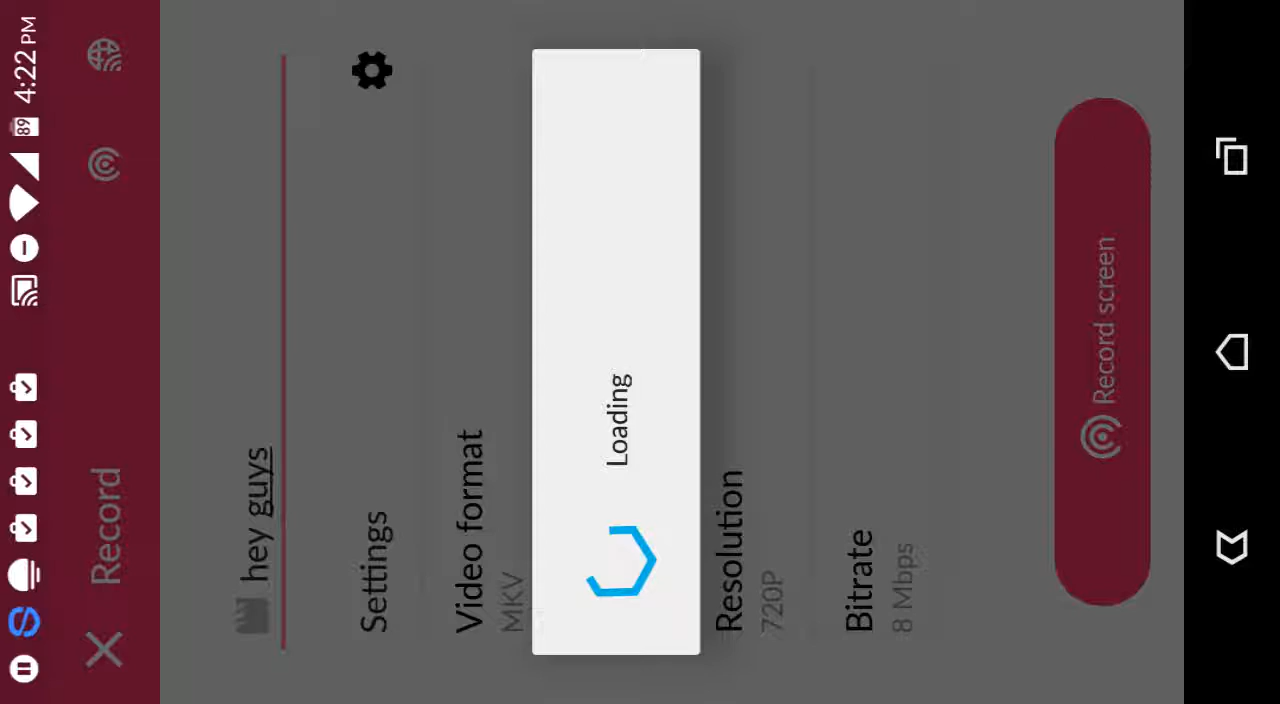 4:22 PM
89
Record
hey guys
Settings
Video format
MKV
Loading
Resolution
720P
Bitrate
8 Mbps
Record screen